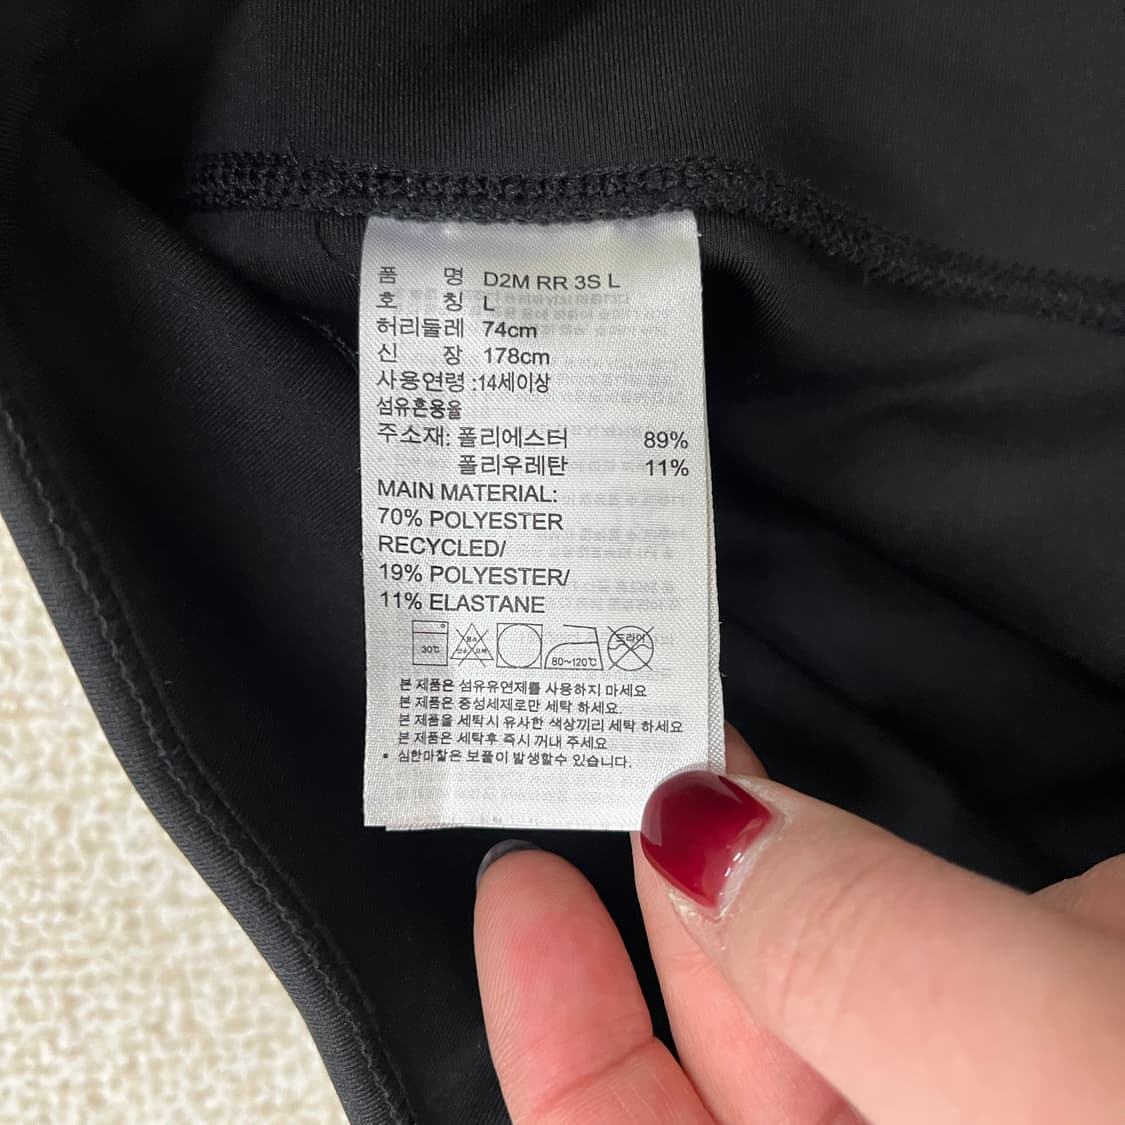 품 명 D2M RR 3S L
호 칭 L
허리둘레 74cm
신 장 178cm
사용연령 :14세이상
섬유혼용율
주소재: 폴리에스터 89%
폴리우레탄 11%
MAIN MATERIAL:
70% POLYESTER
RECYCLED/
19% POLYESTER/
11% ELASTANE
30℃
80~120℃
드라이
본 제품은 섬유유연제를 사용하지 마세요
본 제품은 중성세제로만 세탁 하세요.
본 제품을 세탁시 유사한 색상끼리 세탁 하세요
본 제품은 세탁후 즉시 꺼내 주세요
• 심한마찰은 보풀이 발생할수 있습니다.